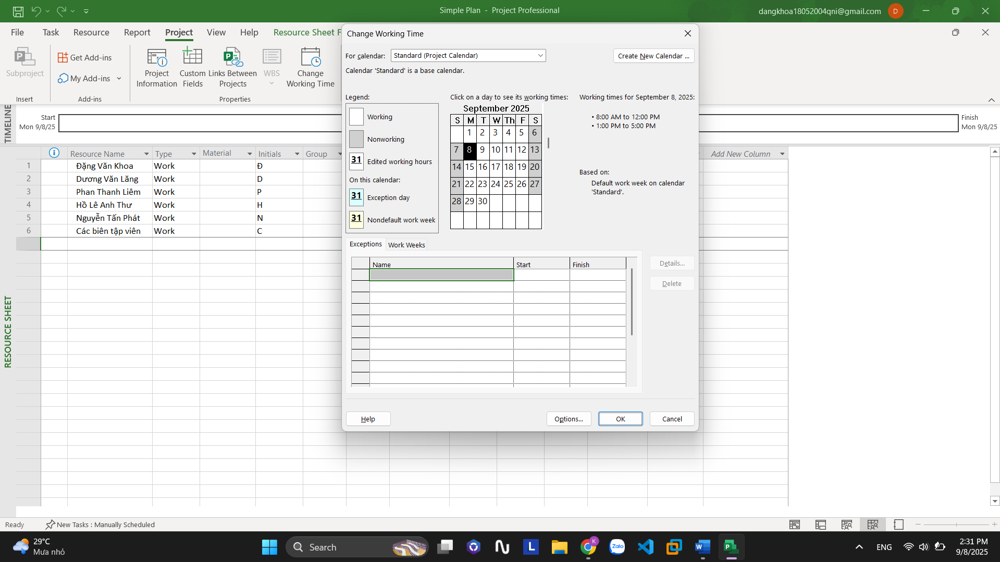 Simple Plan - Project Professional
dangkhoa18052004qni@gmail.com
D
File Task Resource Report Project View Help Resource Sheet F
Subproject
Insert
Get Add-ins
My Add-ins
Add-ins
Project Information
Custom Fields
Links Between Projects
WBS
Change Working Time
Properties
TIMELINE
Start
Mon 9/8/25
Finish
Mon 9/8/25
Change Working Time
For calendar: Standard (Project Calendar)
Create New Calendar ...
Calendar 'Standard' is a base calendar.
Legend:
Working
Nonworking
31 Edited working hours
On this calendar:
31 Exception day
31 Nondefault work week
Click on a day to see its working times:
September 2025
S M T W Th F S
1 2 3 4 5 6
7 8 9 10 11 12 13
14 15 16 17 18 19 20
21 22 23 24 25 26 27
28 29 30
Working times for September 8, 2025:
• 8:00 AM to 12:00 PM
• 1:00 PM to 5:00 PM
Based on:
Default work week on calendar
'Standard'.
Exceptions Work Weeks
Name Start Finish
Details...
Delete
Help Options... OK Cancel
RESOURCE SHEET
Resource Name Type Material Initials Group Add New Column
1 Đặng Văn Khoa Work Đ
2 Dương Văn Lăng Work D
3 Phan Thanh Liêm Work P
4 Hồ Lê Anh Thư Work H
5 Nguyễn Tấn Phát Work N
6 Các biên tập viên Work C
Ready New Tasks : Manually Scheduled
29°C
Mưa nhỏ
Search
L
K
Zalo
W
P
ENG
2:31 PM
9/8/2025